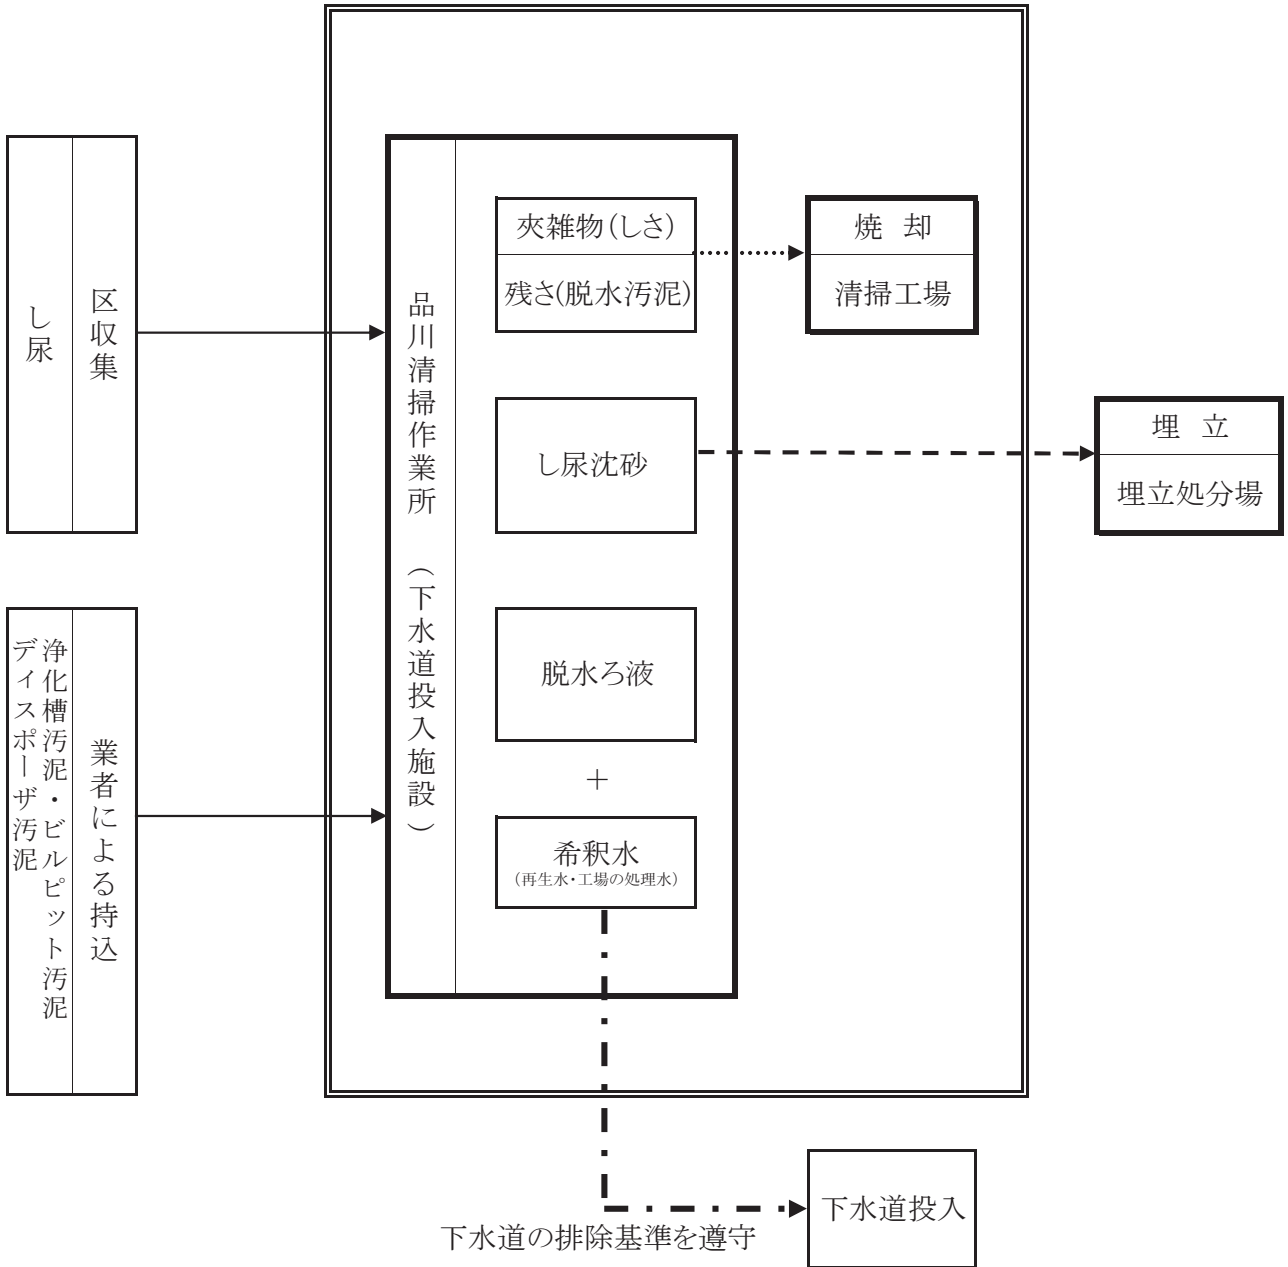 し尿
区収集
浄化槽汚泥・ビルピット汚泥
ディスポーザ汚泥
業者による持込
品川清掃作業所 （下水道投入施設）
夾雑物(しさ)
残さ(脱水汚泥)
焼 却
清掃工場
し尿沈砂
埋 立
埋立処分場
脱水ろ液
＋
希釈水
(再生水・工場の処理水)
下水道投入
下水道の排除基準を遵守